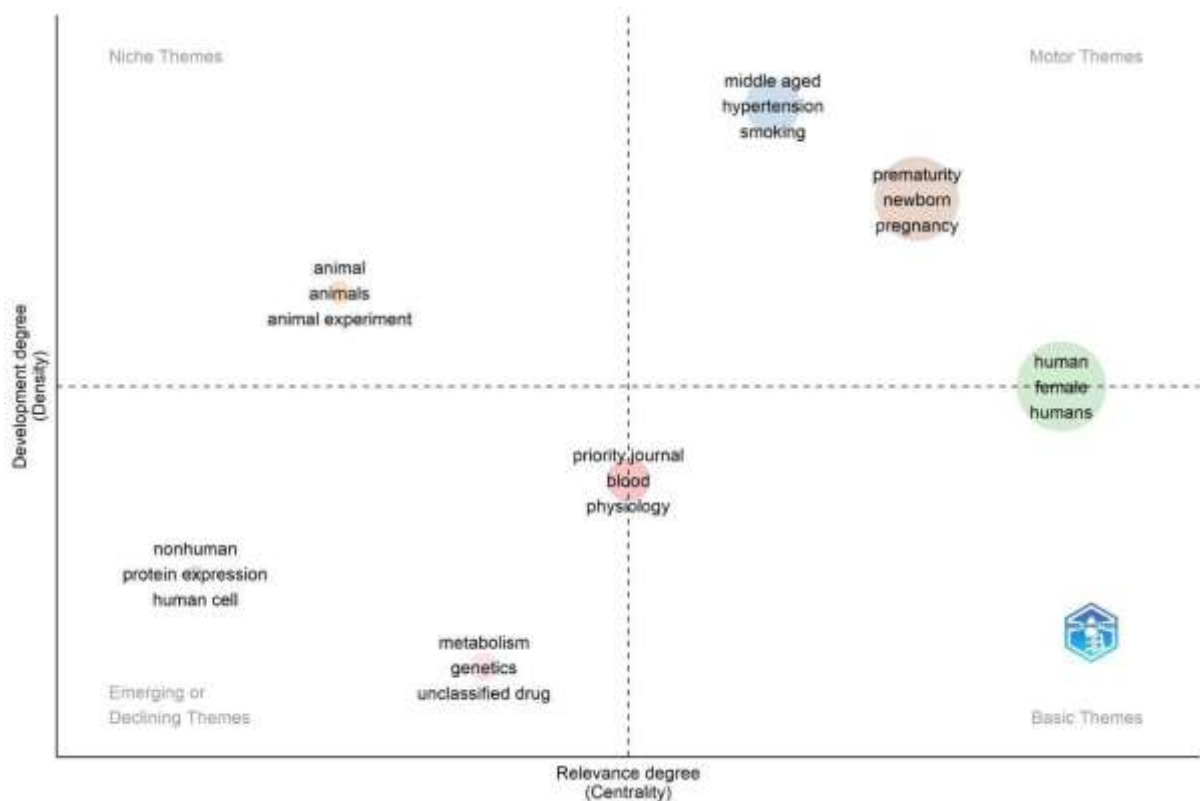 Niche Themes
Motor Themes
middle aged
hypertension
smoking
prematurity
newborn
pregnancy
animal
animals
animal experiment
human
female
humans
priority journal
blood
physiology
nonhuman
protein expression
human cell
metabolism
genetics
unclassified drug
Emerging or
Declining Themes
Basic Themes
Development degree
(Density)
Relevance degree
(Centrality)